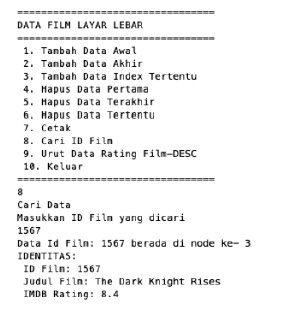 ==================================
DATA FILM LAYAR LEBAR
==================================
1. Tambah Data Awal
2. Tambah Data Akhir
3. Tambah Data Index Tertentu
4. Hapus Data Pertama
5. Hapus Data Terakhir
6. Hapus Data Tertentu
7. Cetak
8. Cari ID Film
9. Urut Data Rating Film-DESC
10. Keluar
==================================
8
Cari Data
Masukkan ID Film yang dicari
1567
Data Id Film: 1567 berada di node ke- 3
IDENTITAS:
ID Film: 1567
Judul Film: The Dark Knight Rises
IMDB Rating: 8.4